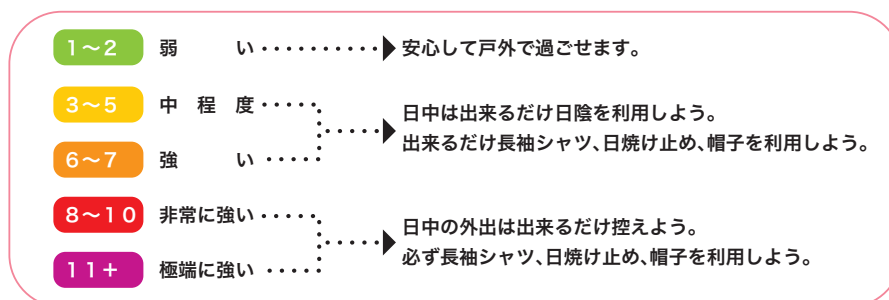 1～2 弱い 安心して戸外で過ごせます。
3～5 中程度
日中は出来るだけ日陰を利用しよう。
出来るだけ長袖シャツ、日焼け止め、帽子を利用しよう。
6～7 強い
8～10 非常に強い
日中の外出は出来るだけ控えよう。
必ず長袖シャツ、日焼け止め、帽子を利用しよう。
11+ 極端に強い